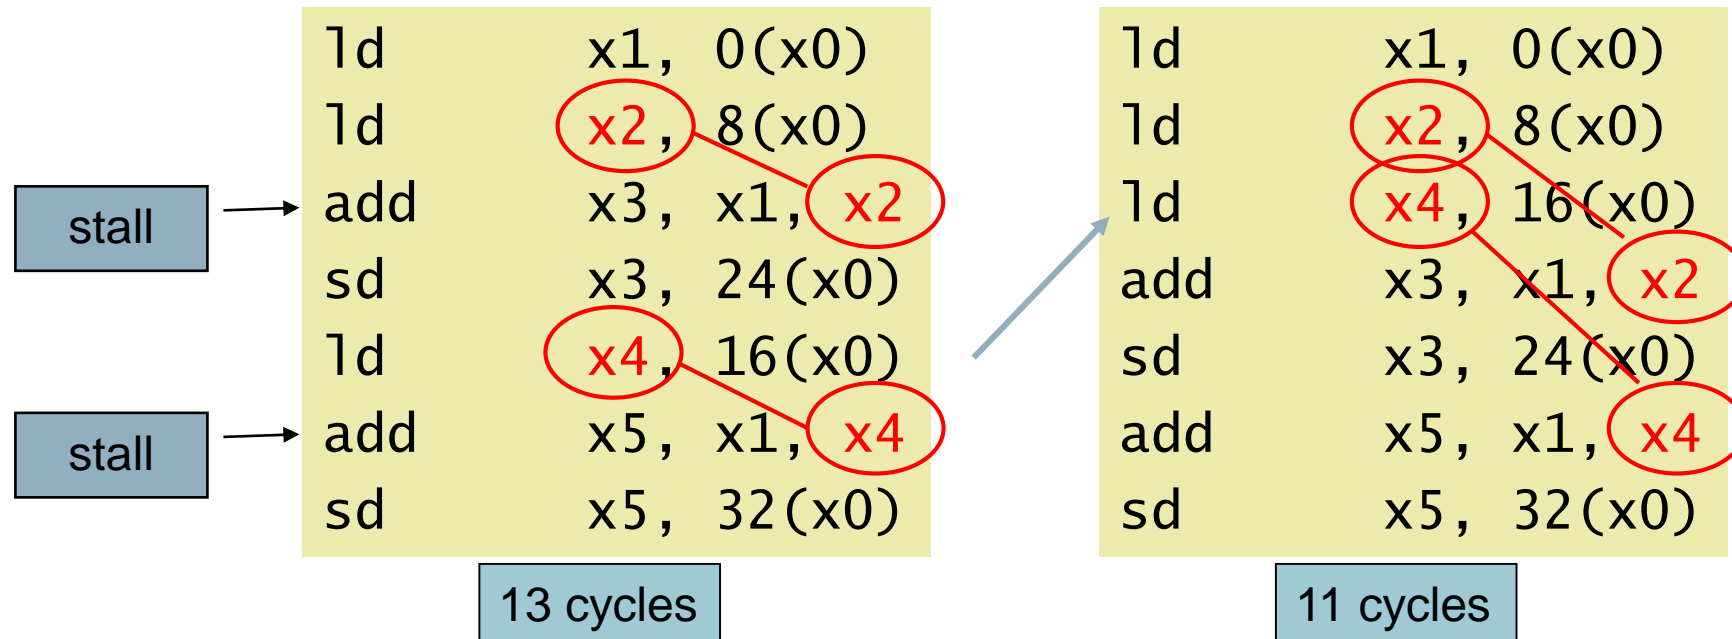 ld x1, 0(x0)
ld x2, 8(x0)
stall
add x3, x1, x2
sd x3, 24(x0)
ld x4, 16(x0)
stall
add x5, x1, x4
sd x5, 32(x0)
13 cycles
ld x1, 0(x0)
ld x2, 8(x0)
ld x4, 16(x0)
add x3, x1, x2
sd x3, 24(x0)
add x5, x1, x4
sd x5, 32(x0)
11 cycles